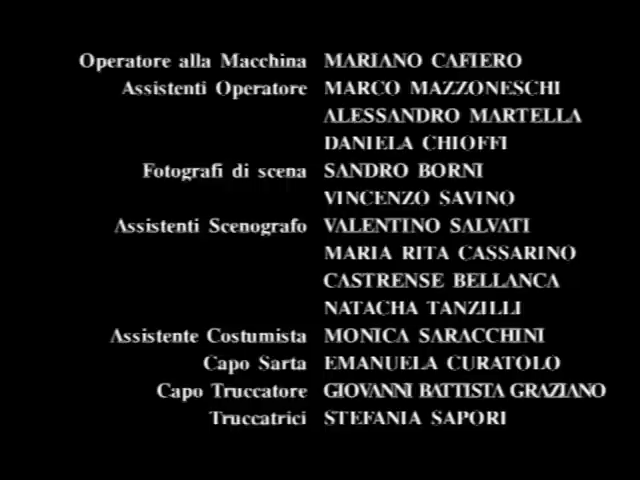 Operatore alla Macchina MARIANO CAFIERO
Assistenti Operatore MARCO MAZZONESCHI
ALESSANDRO MARTELLA
DANIELA CHIOFFI
Fotografi di scena SANDRO BORNI
VINCENZO SAVINO
Assistenti Scenografo VALENTINO SALVATI
MARIA RITA CASSARINO
CASTRENSE BELLANCA
NATACHA TANZILLI
Assistente Costumista MONICA SARACCHINI
Capo Sarta EMANUELA CURATOLO
Capo Truccatore GIOVANNI BATTISTA GRAZIANO
Truccatrici STEFANIA SAPORI